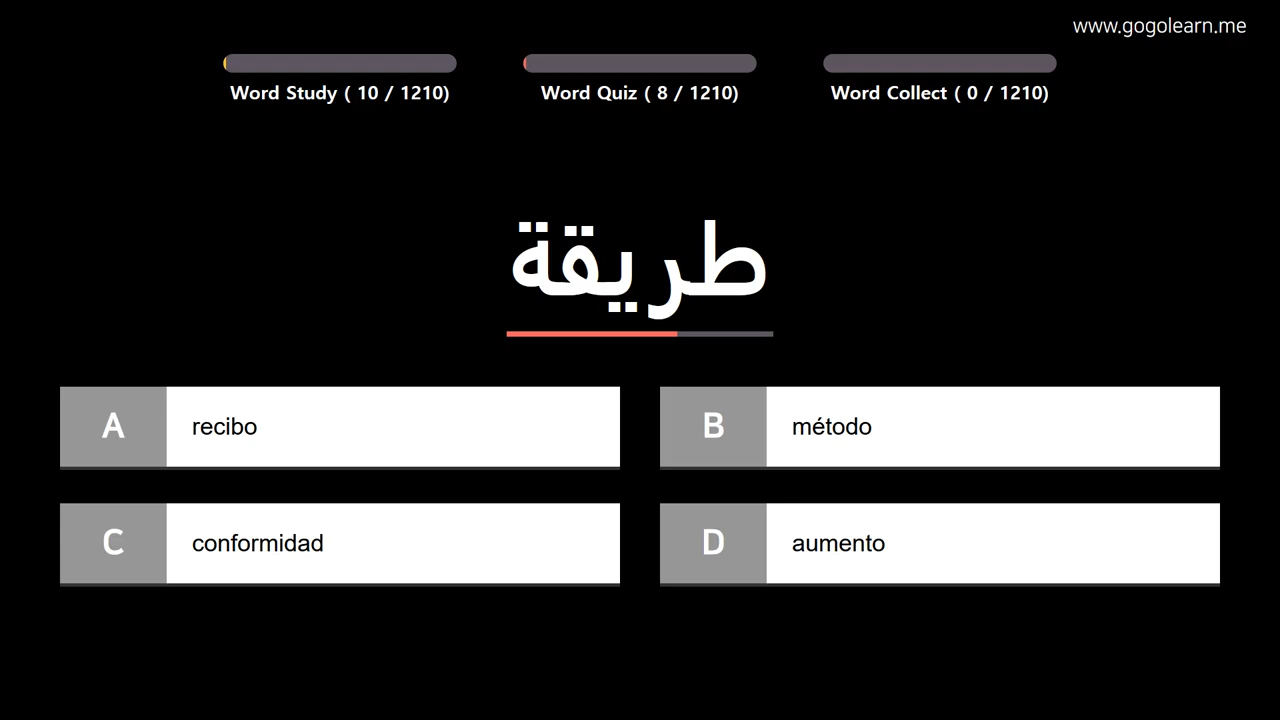 www.gogolearn.me
Word Study ( 10 / 1210)
Word Quiz ( 8 / 1210)
Word Collect ( 0 / 1210)
طريقة
A recibo
B método
C conformidad
D aumento